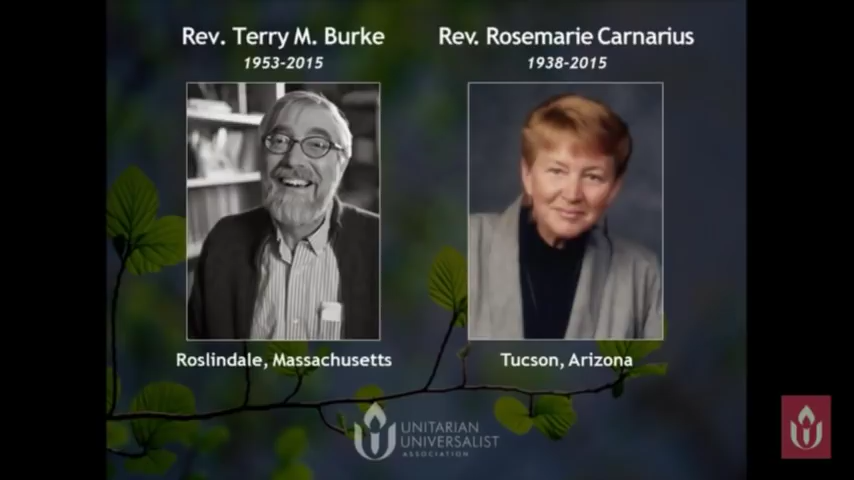 Rev. Terry M. Burke
1953-2015
Roslindale, Massachusetts
Rev. Rosemarie Carnarius
1938-2015
Tucson, Arizona
UNITARIAN
UNIVERSALIST
ASSOCIATION